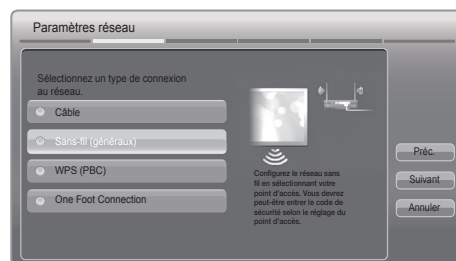 Paramètres réseau
Sélectionnez un type de connexion
au réseau.
Câble
Sans-fil (généraux)
WPS (PBC)
One Foot Connection
Configurez le réseau sans
fil en sélectionnant votre
point d'accès. Vous devrez
peut-être entrer le code de
sécurité selon le réglage du
point d'accès.
Préc.
Suivant
Annuler